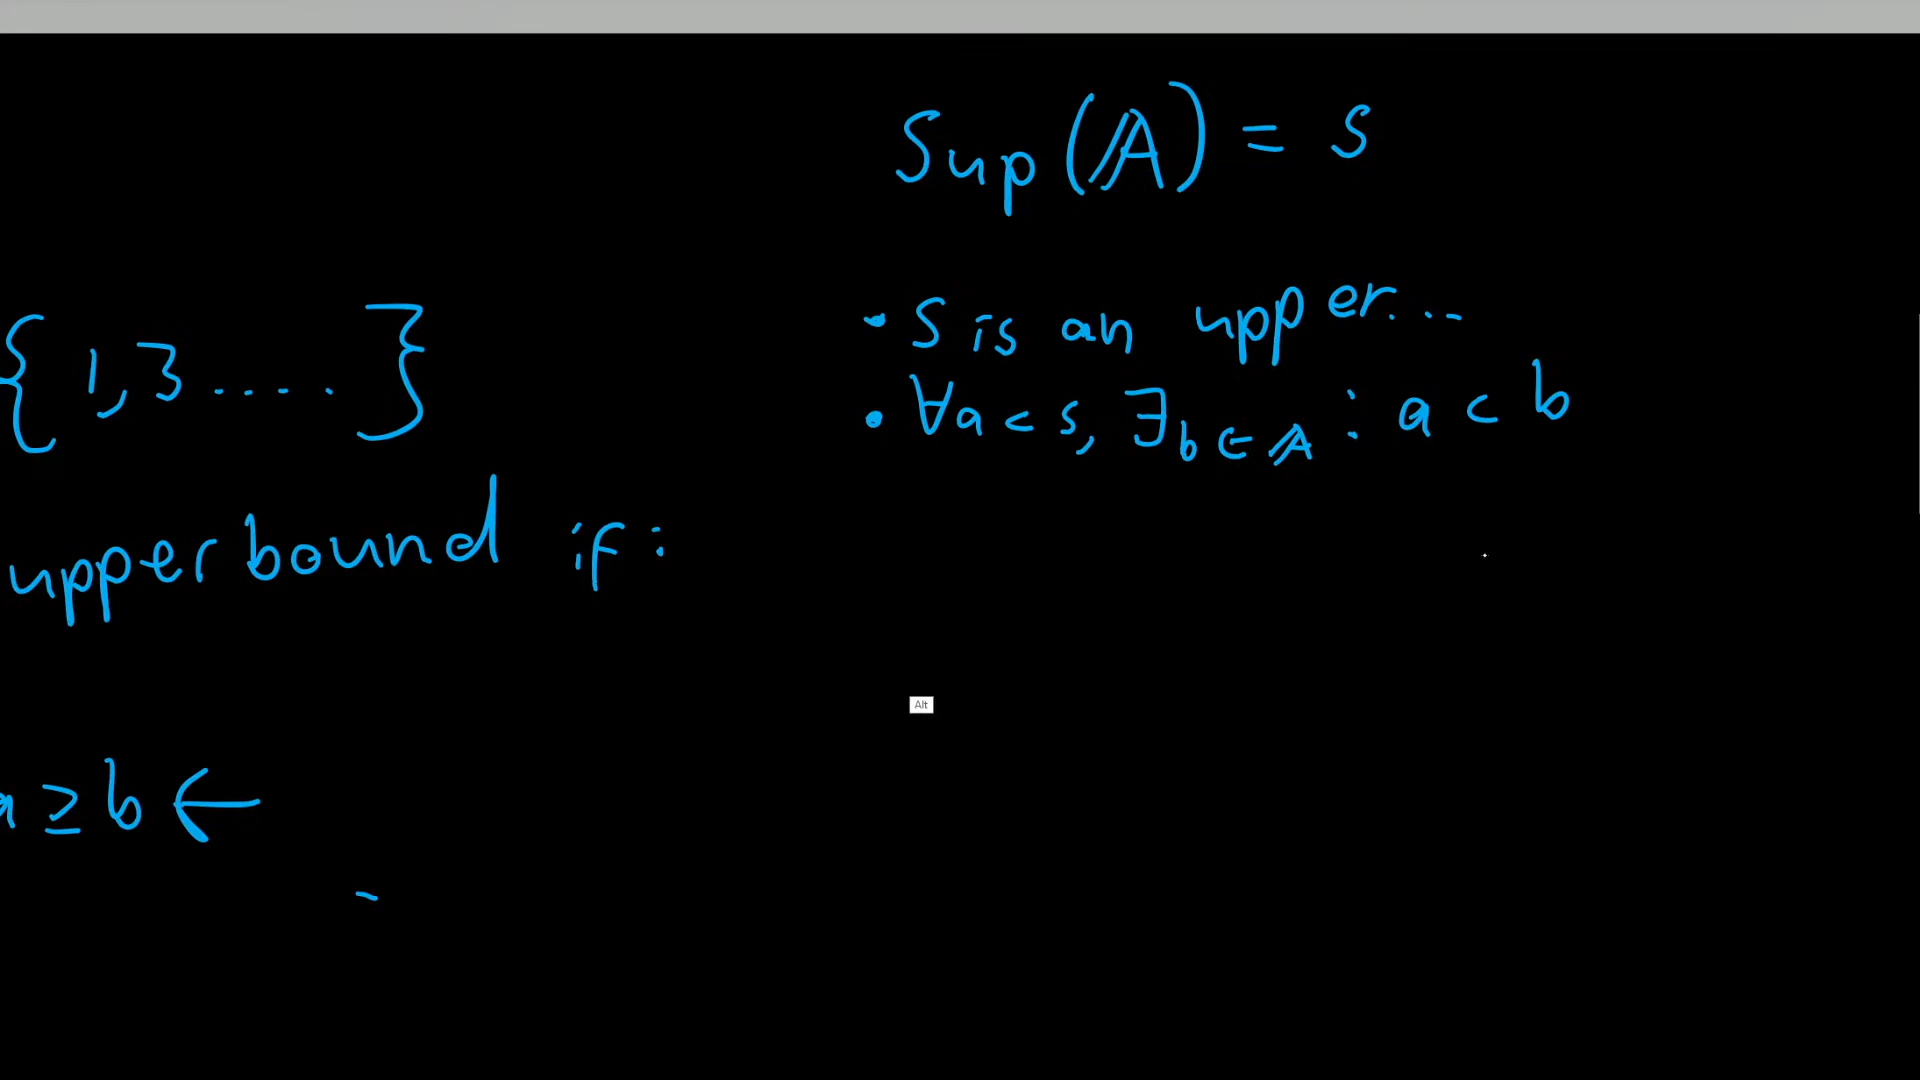 Sup(𝔸) = s
• S is an upper...
• ∀a < s, ∃b∈𝔸 : a < b
{1,3.....}
upperbound if:
Alt
a ≥ b ←